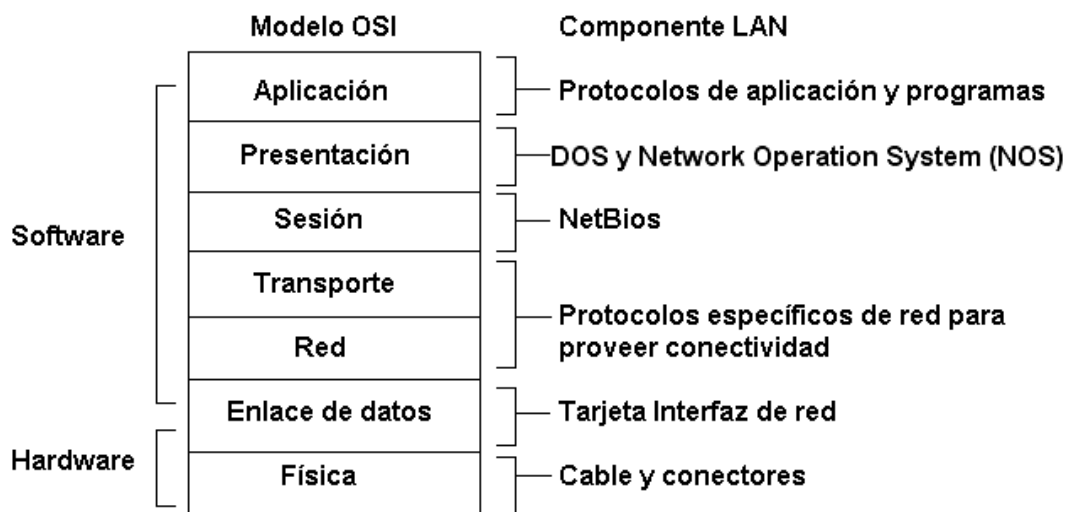 Modelo OSI
Componente LAN
Aplicación
Protocolos de aplicación y programas
Presentación
DOS y Network Operation System (NOS)
Sesión
NetBios
Software
Transporte
Red
Protocolos específicos de red para
proveer conectividad
Enlace de datos
Tarjeta Interfaz de red
Hardware
Física
Cable y conectores